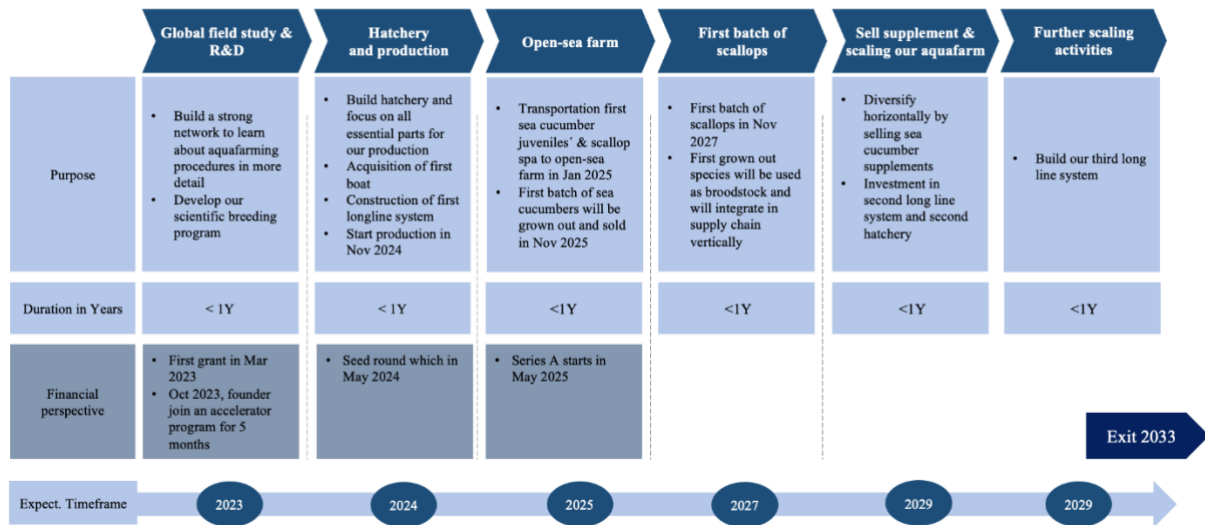 Global field study &
R&D
Hatchery
and production
Open-sea farm
First batch of
scallops
Sell supplement &
scaling our aquafarm
Further scaling
activities
Purpose
• Build a strong
network to learn
about aquafarming
procedures in more
detail
• Develop our
scientific breeding
program
• Build hatchery and
focus on all
essential parts for
our production
• Acquisition of first
boat
• Construction of first
longline system
• Start production in
Nov 2024
• Transportation first
sea cucumber
juveniles´ & scallop
spa to open-sea
farm in Jan 2025
• First batch of sea
cucumbers will be
grown out and sold
in Nov 2025
• First batch of
scallops in Nov
2027
• First grown out
species will be used
as broodstock and
will integrate in
supply chain
vertically
• Diversify
horizontally by
selling sea
cucumber
supplements
• Investment in
second long line
system and second
hatchery
• Build our third long
line system
Duration in Years
< 1Y
< 1Y
<1Y
<1Y
<1Y
<1Y
Financial
perspective
• First grant in Mar
2023
• Oct 2023, founder
join an accelerator
program for 5
months
• Seed round which in
May 2024
• Series A starts in
May 2025
Exit 2033
Expect. Timeframe
2023
2024
2025
2027
2029
2029